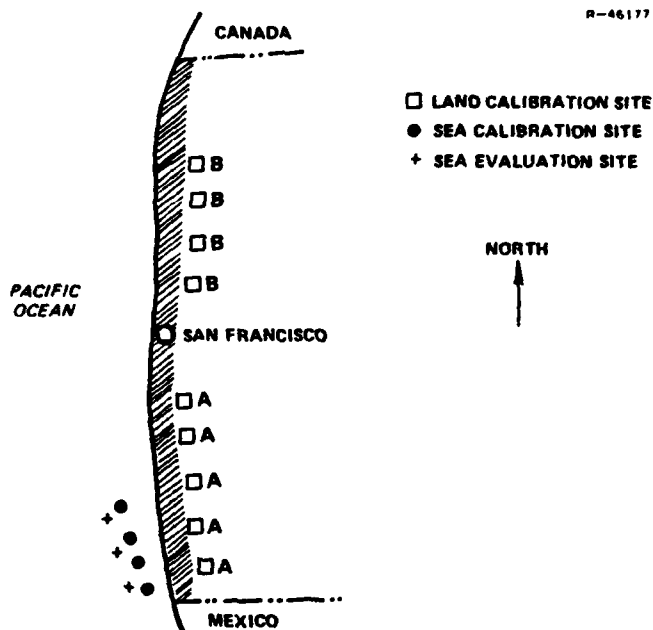 R-46177
CANADA
□ LAND CALIBRATION SITE
● SEA CALIBRATION SITE
+ SEA EVALUATION SITE
B
B
B
B
NORTH
PACIFIC
OCEAN
SAN FRANCISCO
A
A
A
A
A
MEXICO